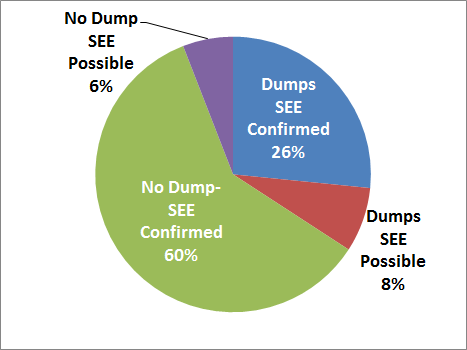 No Dump
SEE
Possible
6%
Dumps
SEE
Confirmed
26%
Dumps
SEE
Possible
8%
No Dump-
SEE
Confirmed
60%